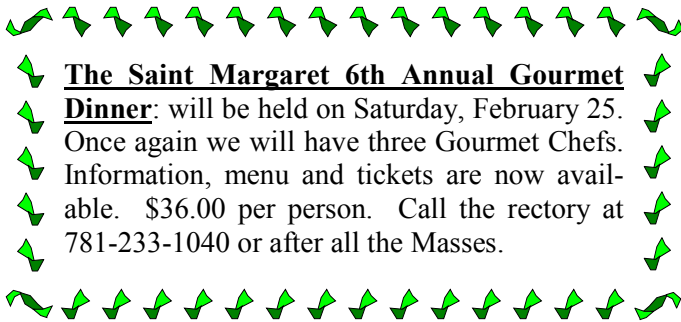 The Saint Margaret 6th Annual Gourmet
Dinner: will be held on Saturday, February 25.
Once again we will have three Gourmet Chefs.
Information, menu and tickets are now avail-
able. $36.00 per person. Call the rectory at
781-233-1040 or after all the Masses.